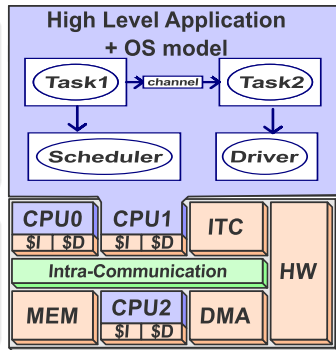 High Level Application
+ OS model
Task1 channel Task2
Scheduler Driver
CPU0 CPU1 ITC
$I $D $I $D
Intra-Communication HW
MEM CPU2 DMA
$I $D